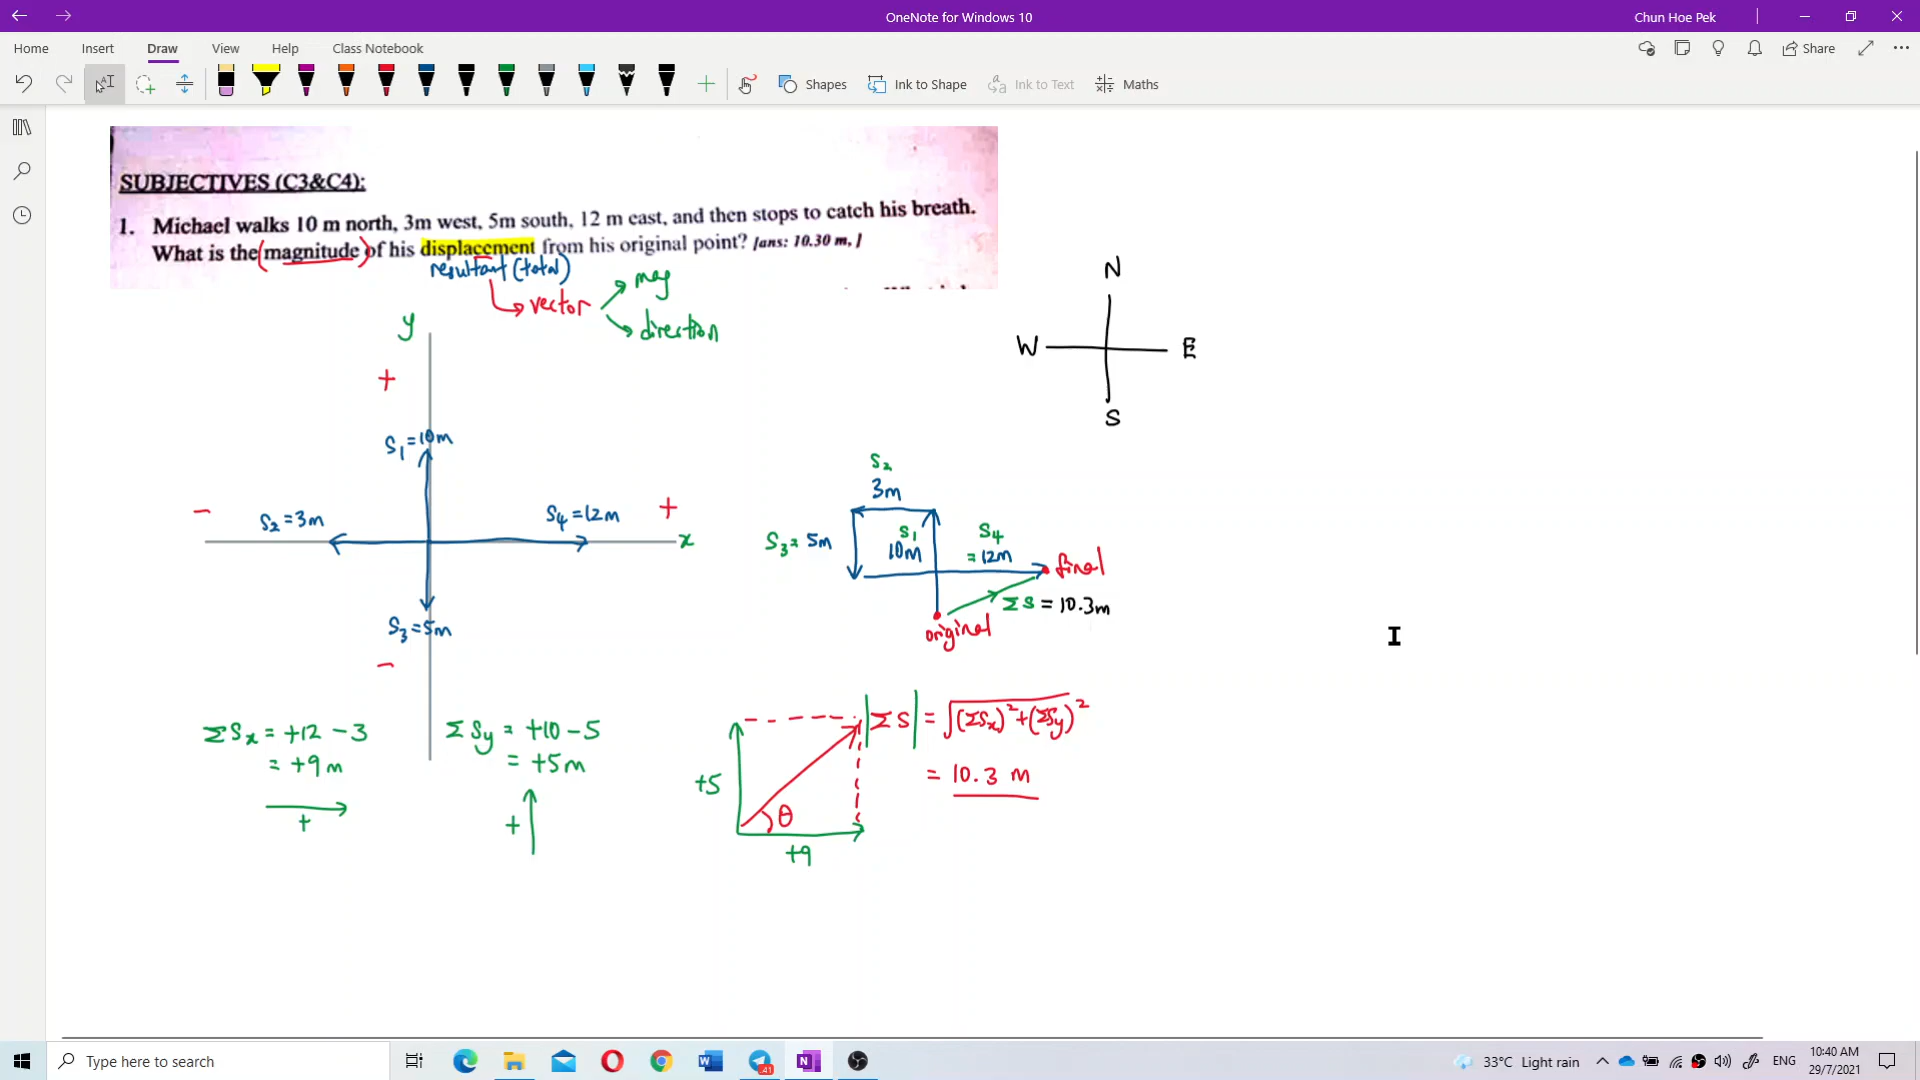 OneNote for Windows 10
Chun Hoe Pek
Home Insert Draw View Help Class Notebook
Share
Shapes Ink to Shape Ink to Text Maths
SUBJECTIVES (C3&C4):
1. Michael walks 10 m north, 3m west, 5m south, 12 m east, and then stops to catch his breath.
What is the (magnitude) of his displacement from his original point? [ans: 10.30 m, ]
resultant (total)
vector
mag
direction
N
W E
S
y
+
S₁ = 10m
-
S₂ = 3m
S₄ = 12m
+
x
S₃ = 5m
-
S₂
3m
S₃ = 5m
S₁
10m
S₄
= 12m
final
Σs = 10.3m
original
ΣSx = +12 - 3
= +9m
+
ΣSy = +10 - 5
= +5m
+
+5
θ
+9
|ΣS| = √(ΣSx)² + (ΣSy)²
= 10.3 m
Type here to search
41
33°C Light rain
ENG
10:40 AM
29/7/2021